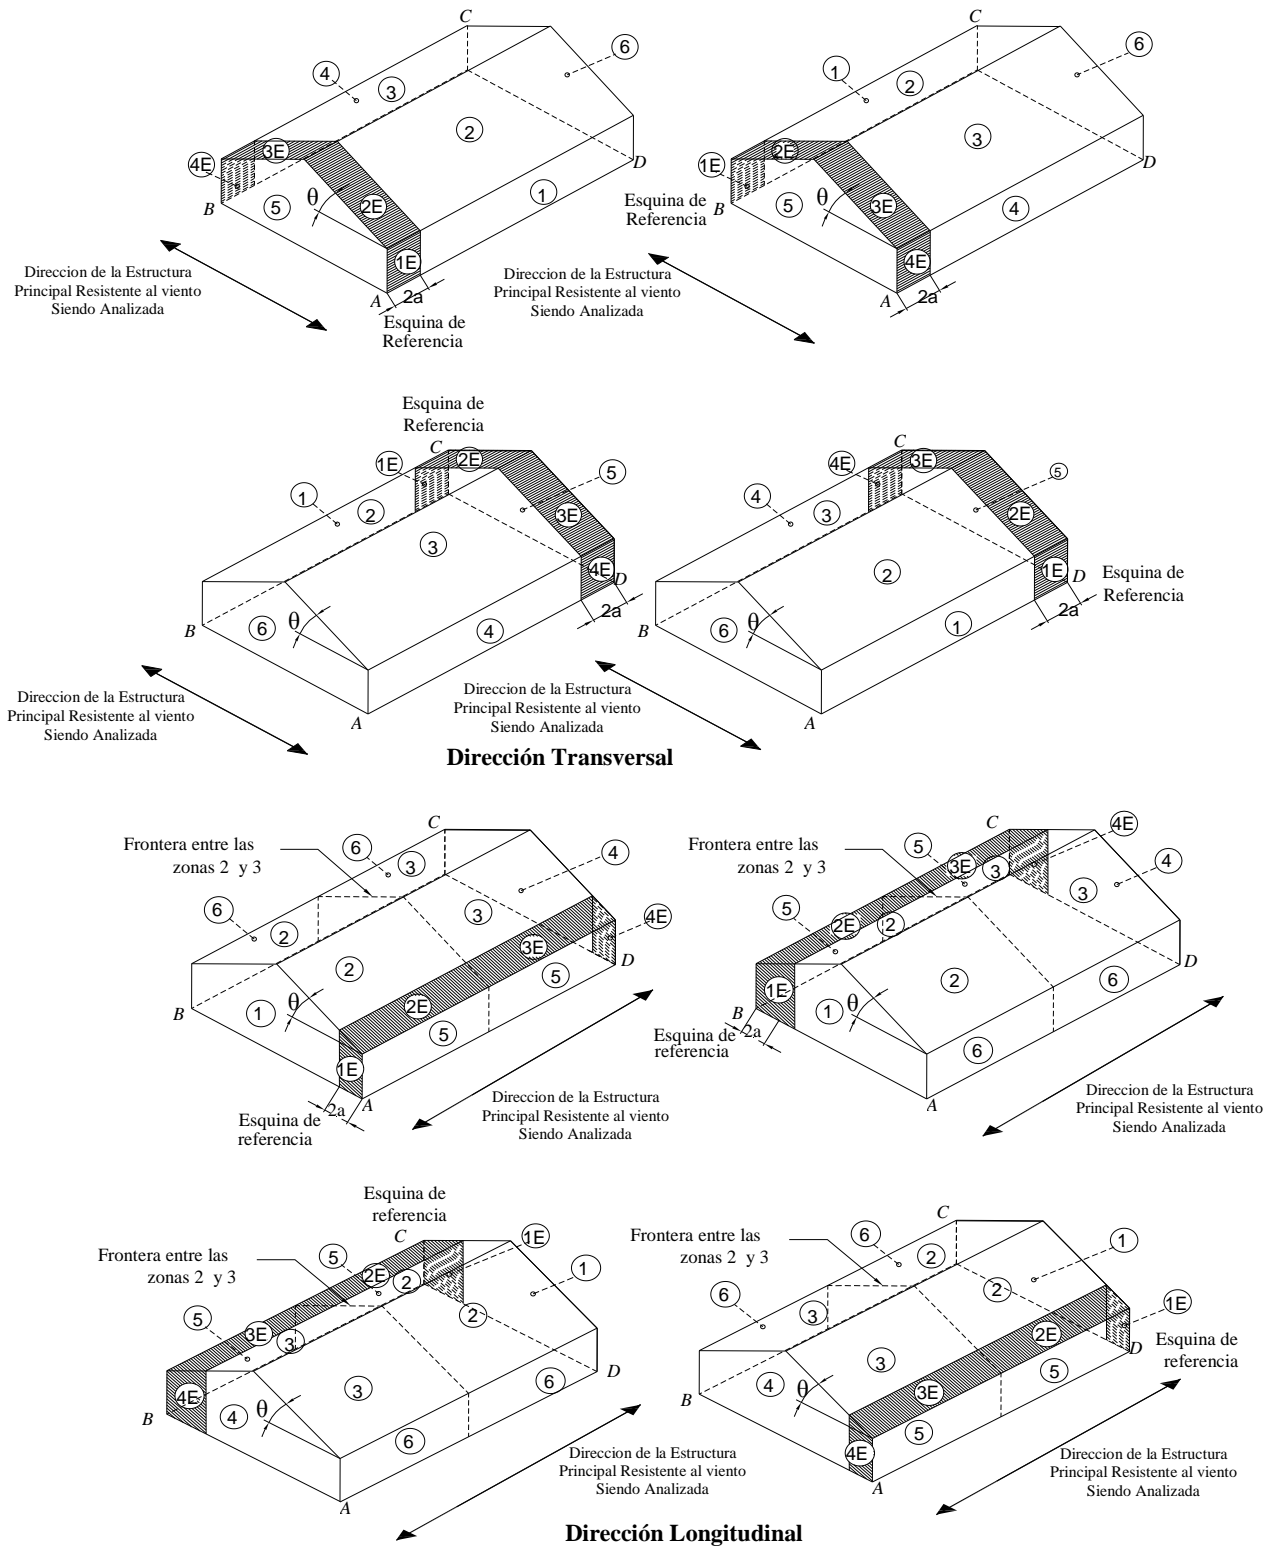 C
6
4
3
2
3E
4E
θ
2E
1
D
B
5
1E
A
2a
Direccion de la Estructura
Principal Resistente al viento
Siendo Analizada
Esquina de
Referencia
C
6
1
2
3
2E
1E
θ
3E
4
D
Esquina de
Referencia
B
5
4E
A
2a
Direccion de la Estructura
Principal Resistente al viento
Siendo Analizada
Esquina de
Referencia
C
1E
2E
5
1
2
3
3E
4E
D
2a
B
6
θ
4
A
Direccion de la Estructura
Principal Resistente al viento
Siendo Analizada
C
4E
3E
5
4
3
2
2E
1E
D
Esquina de
Referencia
2a
B
6
θ
1
A
Direccion de la Estructura
Principal Resistente al viento
Siendo Analizada
Dirección Transversal
Frontera entre las
zonas 2 y 3
C
6
3
4
6
2
3
4E
3E
D
2
5
B
1
θ
2E
5
1E
2a
A
Esquina de
referencia
Direccion de la Estructura
Principal Resistente al viento
Siendo Analizada
Frontera entre las
zonas 2 y 3
C
4E
5
3E
3
4
5
2E
2
3
D
1E
2
6
B
1
θ
2a
Esquina de
referencia
6
A
Direccion de la Estructura
Principal Resistente al viento
Siendo Analizada
Esquina de
referencia
C
Frontera entre las
zonas 2 y 3
1E
5
2E
2
1
5
3E
3
2
D
4E
3
6
B
4
θ
6
A
Direccion de la Estructura
Principal Resistente al viento
Siendo Analizada
Frontera entre las
zonas 2 y 3
C
6
2
1
6
3
2
1E
2E
D
Esquina de
referencia
3
5
B
4
θ
3E
5
4E
A
Direccion de la Estructura
Principal Resistente al viento
Siendo Analizada
Dirección Longitudinal